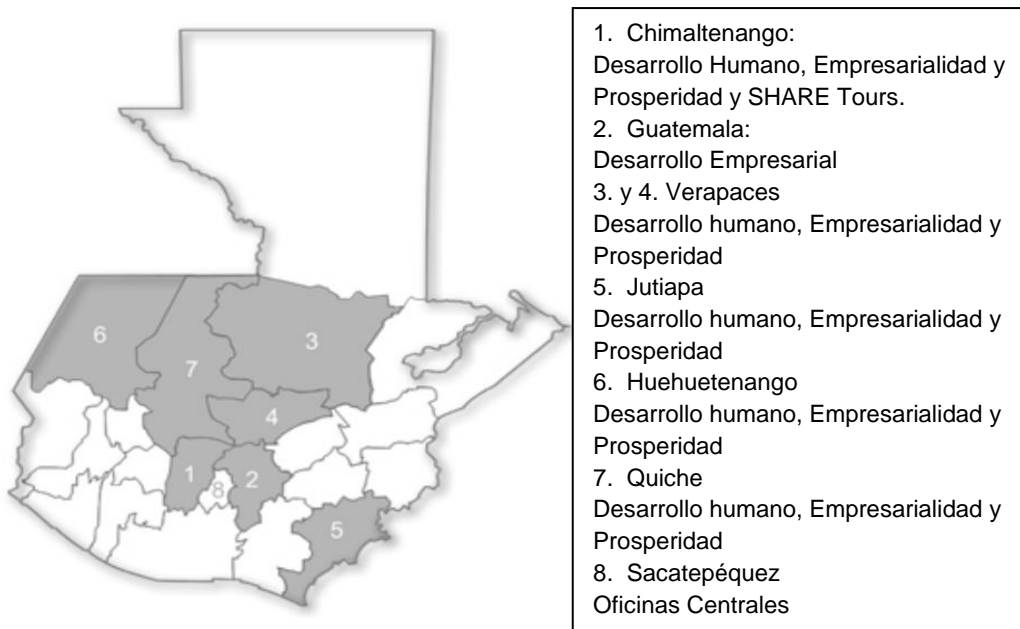 6
3
7
4
1
8
2
5
1. Chimaltenango:
Desarrollo Humano, Empresarialidad y
Prosperidad y SHARE Tours.
2. Guatemala:
Desarrollo Empresarial
3. y 4. Verapaces
Desarrollo humano, Empresarialidad y
Prosperidad
5. Jutiapa
Desarrollo humano, Empresarialidad y
Prosperidad
6. Huehuetenango
Desarrollo humano, Empresarialidad y
Prosperidad
7. Quiche
Desarrollo humano, Empresarialidad y
Prosperidad
8. Sacatepéquez
Oficinas Centrales